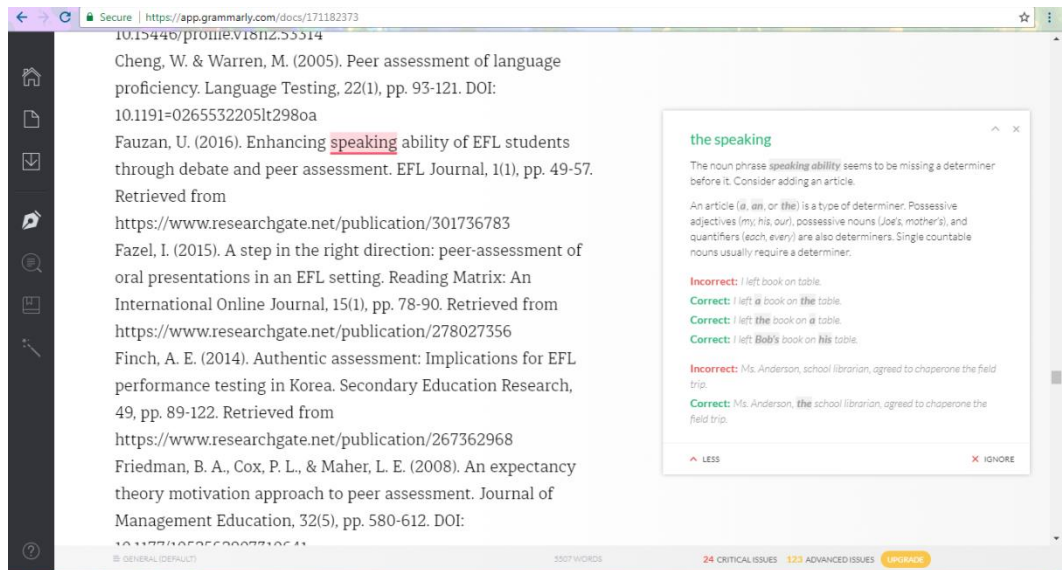 Secure | https://app.grammarly.com/docs/171182373
10.15446/profile.v18n2.53314
Cheng, W. & Warren, M. (2005). Peer assessment of language
proficiency. Language Testing, 22(1), pp. 93-121. DOI:
10.1191=0265532205lt298oa
Fauzan, U. (2016). Enhancing speaking ability of EFL students
through debate and peer assessment. EFL Journal, 1(1), pp. 49-57.
Retrieved from
https://www.researchgate.net/publication/301736783
Fazel, I. (2015). A step in the right direction: peer-assessment of
oral presentations in an EFL setting. Reading Matrix: An
International Online Journal, 15(1), pp. 78-90. Retrieved from
https://www.researchgate.net/publication/278027356
Finch, A. E. (2014). Authentic assessment: Implications for EFL
performance testing in Korea. Secondary Education Research,
49, pp. 89-122. Retrieved from
https://www.researchgate.net/publication/267362968
Friedman, B. A., Cox, P. L., & Maher, L. E. (2008). An expectancy
theory motivation approach to peer assessment. Journal of
Management Education, 32(5), pp. 580-612. DOI:
the speaking
The noun phrase speaking ability seems to be missing a determiner
before it. Consider adding an article.
An article (a, an, or the) is a type of determiner. Possessive
adjectives (my, his, our), possessive nouns (Joe's, mother's), and
quantifiers (each, every) are also determiners. Single countable
nouns usually require a determiner.
Incorrect: I left book on table.
Correct: I left a book on the table.
Correct: I left the book on a table.
Correct: I left Bob's book on his table.
Incorrect: Ms. Anderson, school librarian, agreed to chaperone the field
trip.
Correct: Ms. Anderson, the school librarian, agreed to chaperone the
field trip.
LESS
IGNORE
GENERAL (DEFAULT)
5507 WORDS
24 CRITICAL ISSUES 123 ADVANCED ISSUES UPGRADE